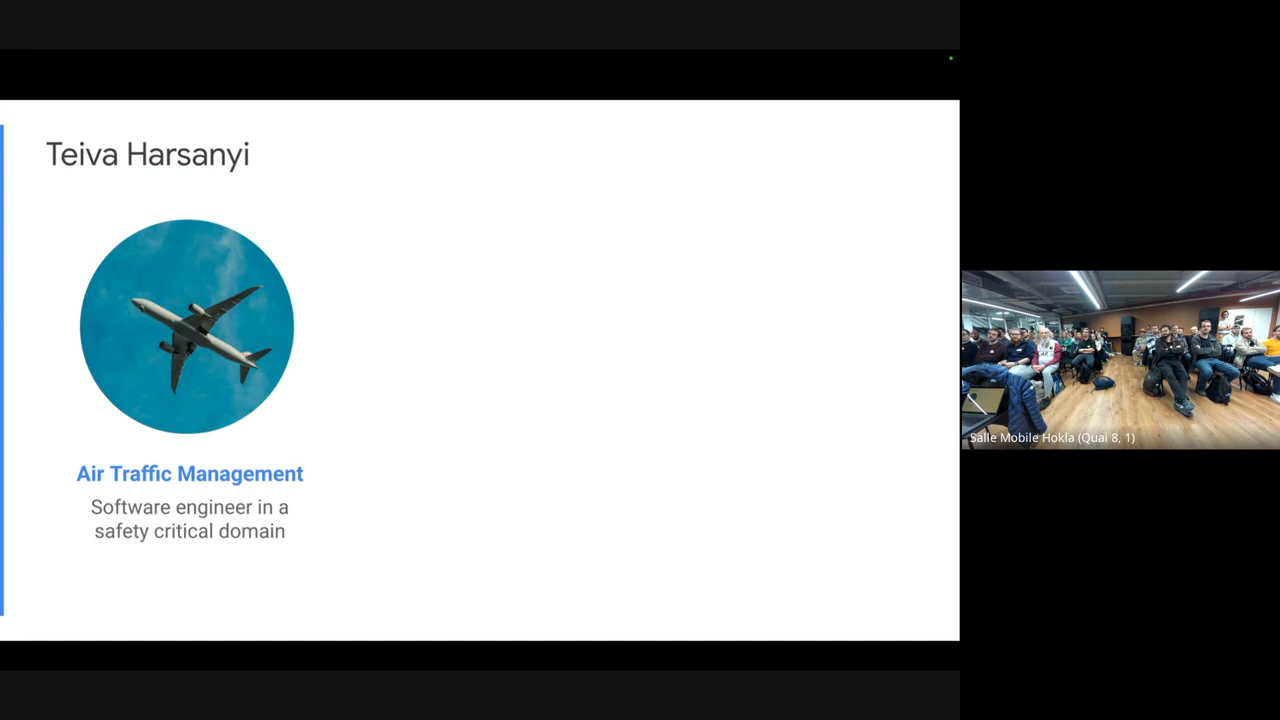 Teiva Harsanyi
Air Traffic Management
Software engineer in a
safety critical domain
Salle Mobile Hokla (Quai 8, 1)